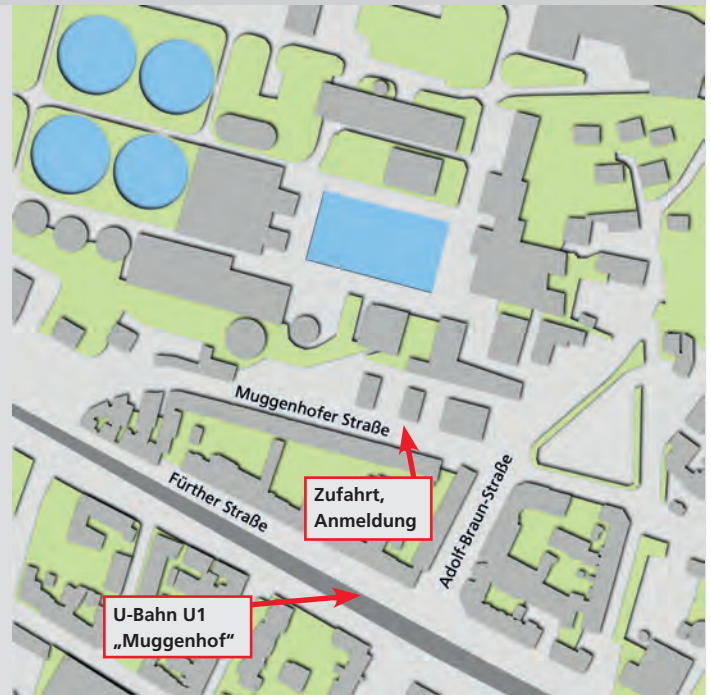 Muggenhofer Straße
Fürther Straße
Zufahrt,
Anmeldung
Adolf-Braun-Straße
U-Bahn U1
„Muggenhof“